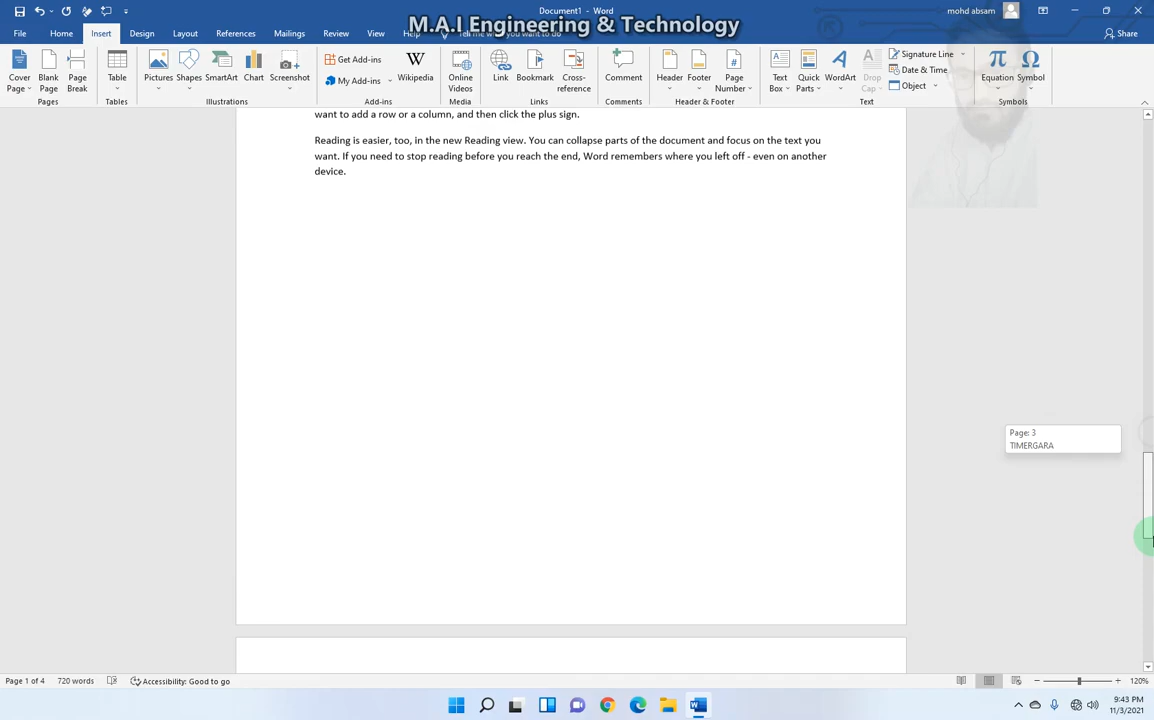 Document1 - Word
mohd absam
M.A.I Engineering & Technology
File Home Insert Design Layout References Mailings Review View Help Tell me what you want to do
Share
Cover Page
Blank Page
Page Break
Table
Pictures
Shapes
SmartArt
Chart
Screenshot
Get Add-ins
My Add-ins
Wikipedia
Online Videos
Link
Bookmark
Cross-reference
Comment
Header
Footer
Page Number
Text Box
Quick Parts
WordArt
Drop Cap
Signature Line
Date & Time
Object
Equation
Symbol
Pages Tables Illustrations Add-ins Media Links Comments Header & Footer Text Symbols
want to add a row or a column, and then click the plus sign.
Reading is easier, too, in the new Reading view. You can collapse parts of the document and focus on the text you
want. If you need to stop reading before you reach the end, Word remembers where you left off - even on another
device.
Page: 3
TIMERGARA
Page 1 of 4 720 words Accessibility: Good to go
120%
9:43 PM
11/3/2021